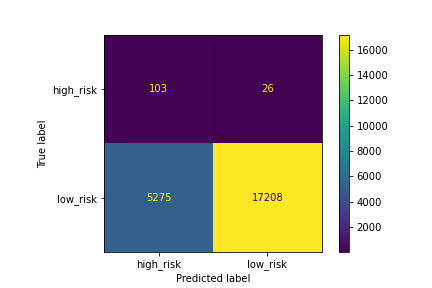 high_risk
103
26
low_risk
5275
17208
high_risk
low_risk
Predicted label
True label
16000
14000
12000
10000
8000
6000
4000
2000